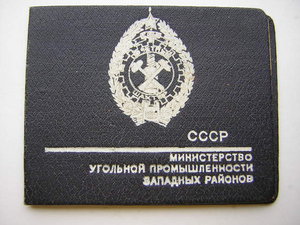 СССР
МИНИСТЕРСТВО
УГОЛЬНОЙ ПРОМЫШЛЕННОСТИ
ЗАПАДНЫХ РАЙОНОВ